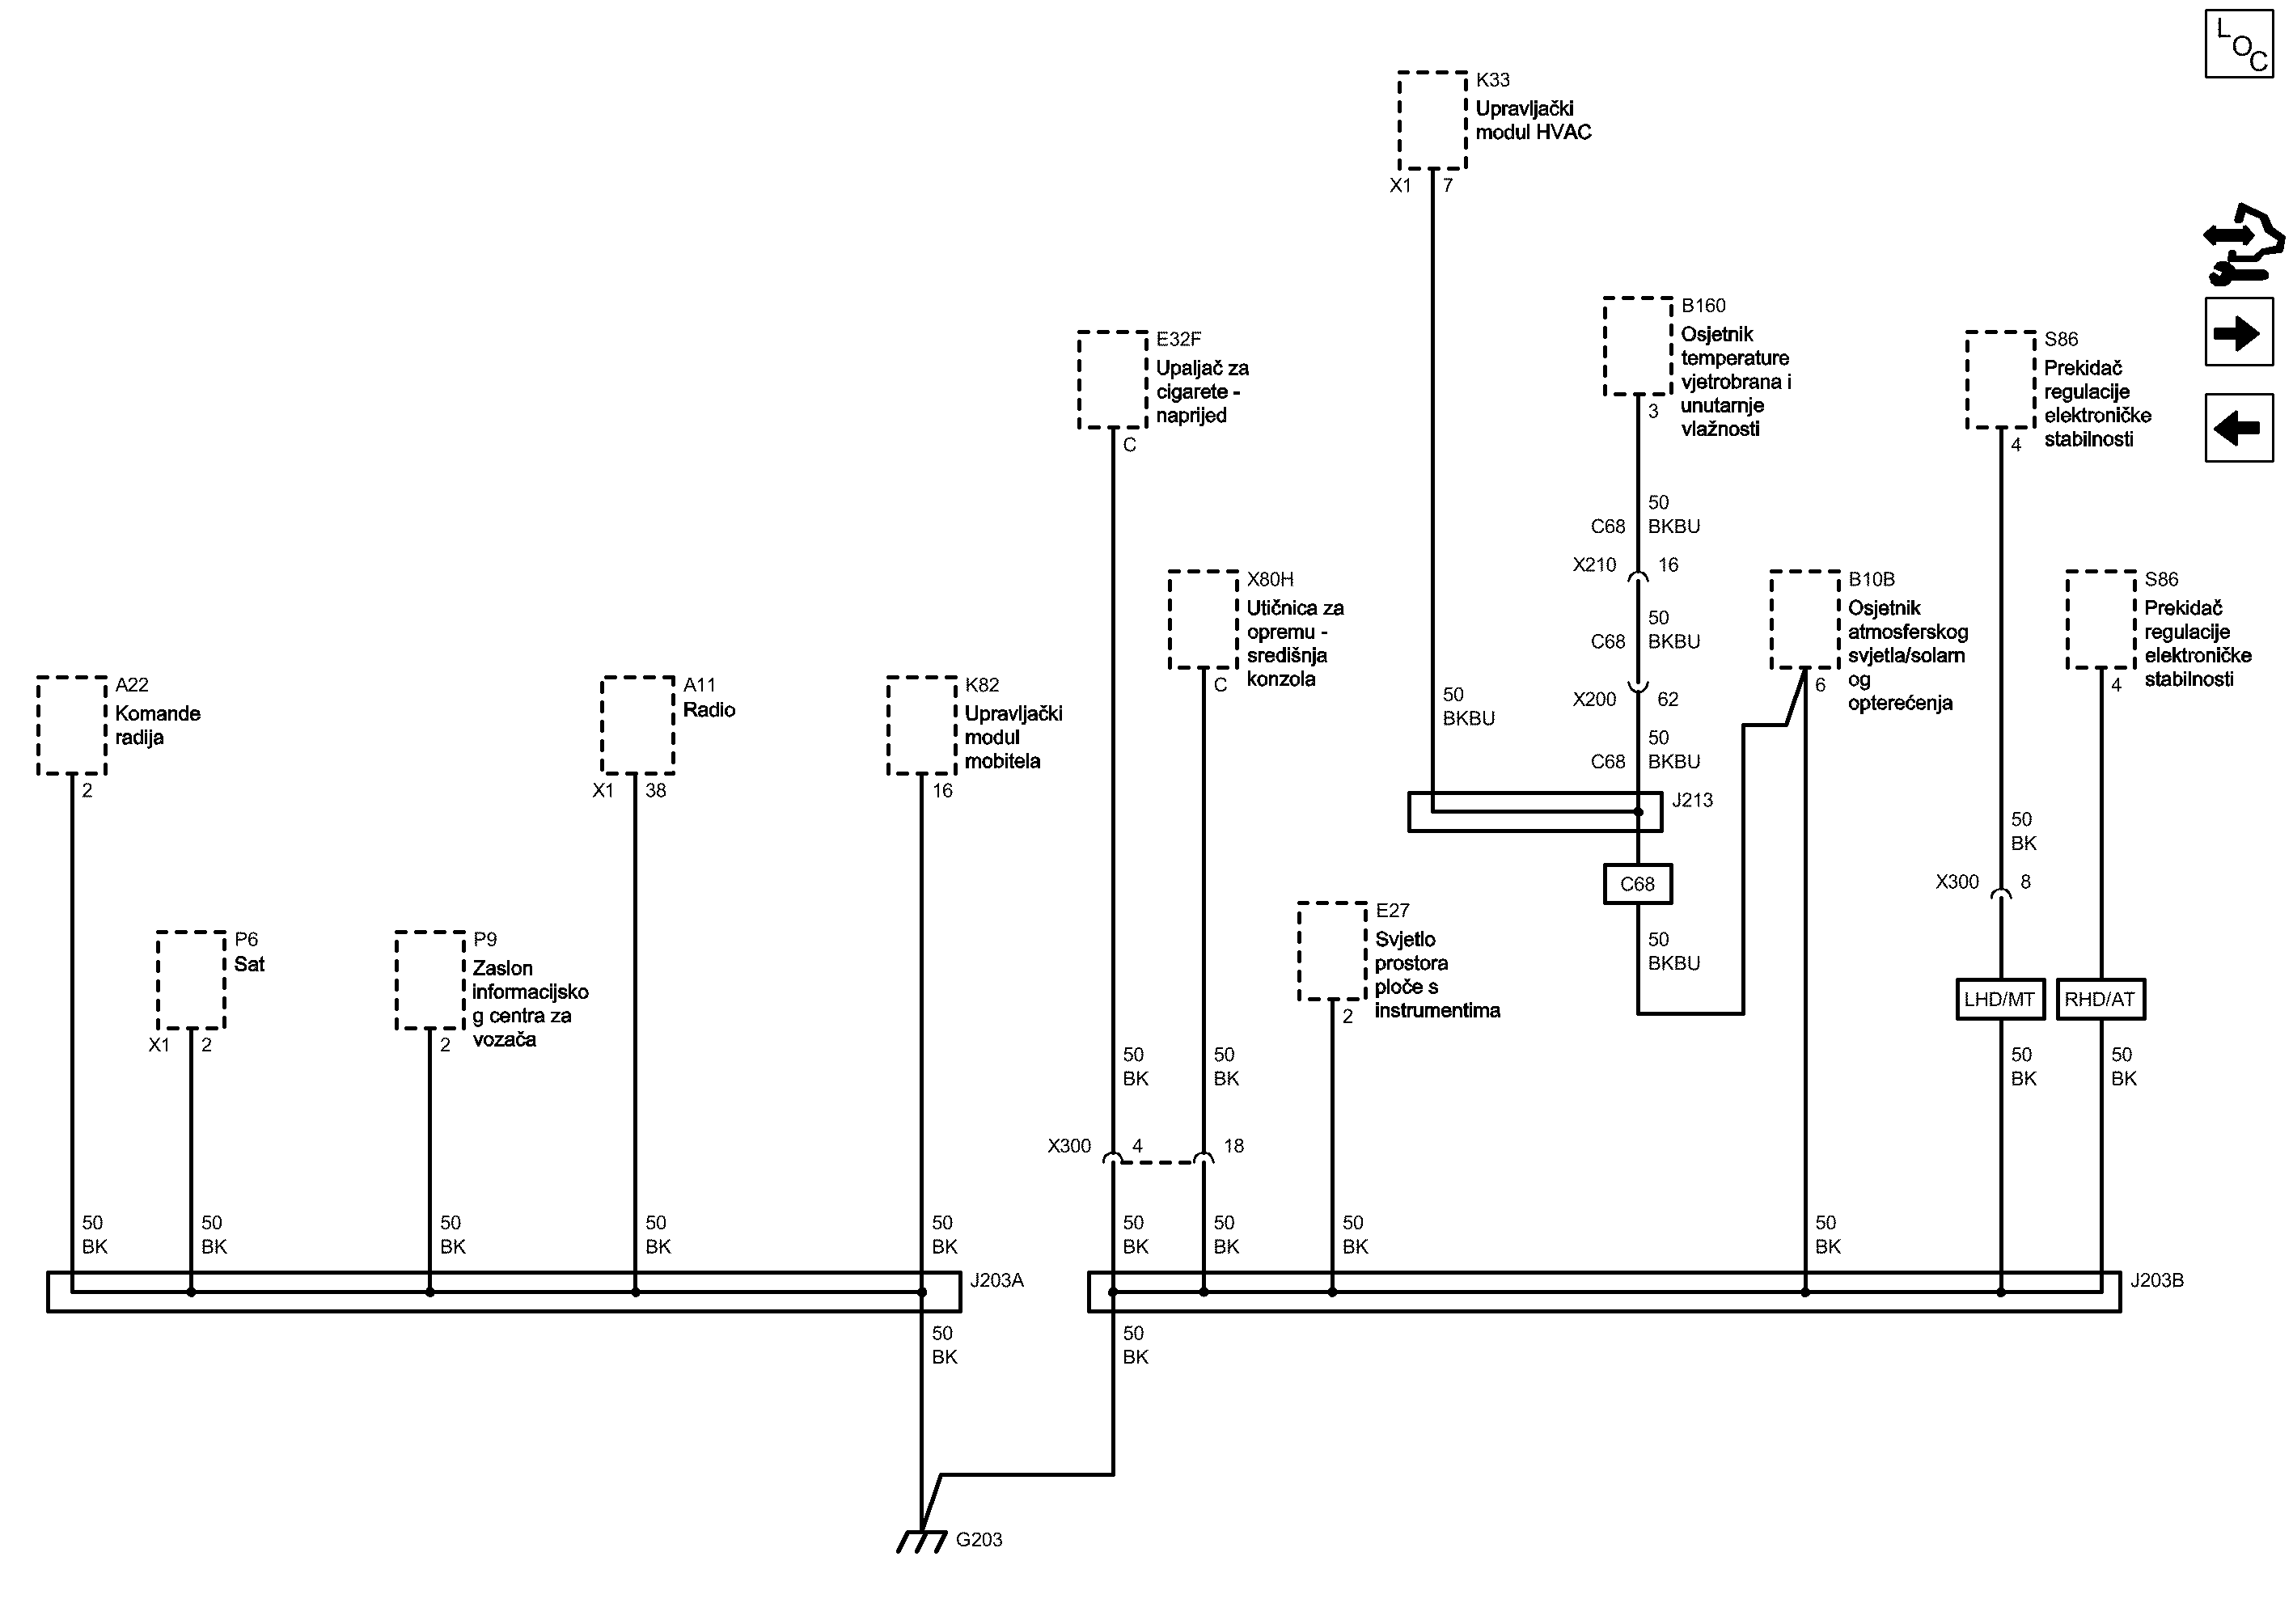 LOC
K33
Upravljački
modul HVAC
X1 7
B160
Osjetnik
temperature
vjetrobrana i
unutarnje
vlažnosti
3
E32F
Upaljač za
cigarete -
naprijed
C
S86
Prekidač
regulacije
elektroničke
stabilnosti
4
50
C68 BKBU
X210 16
50
C68 BKBU
X200 62
50
C68 BKBU
X80H
Utičnica za
opremu -
središnja
konzola
C
B10B
Osjetnik
atmosferskog
svjetla/solarn
og
opterećenja
6
S86
Prekidač
regulacije
elektroničke
stabilnosti
4
A22
Komande
radija
2
A11
Radio
X1 38
K82
Upravljački
modul
mobitela
16
50
BKBU
J213
50
BK
X300 8
C68
P6
Sat
X1 2
P9
Zaslon
informacijsko
g centra za
vozača
2
E27
Svjetlo
prostora
ploče s
instrumentima
2
50
BKBU
LHD/MT
RHD/AT
50
BK
50
BK
50
BK
50
BK
X300 4 18
50
BK
50
BK
50
BK
50
BK
50
BK
50
BK
50
BK
50
BK
50
BK
J203A
J203B
50
BK
50
BK
G203